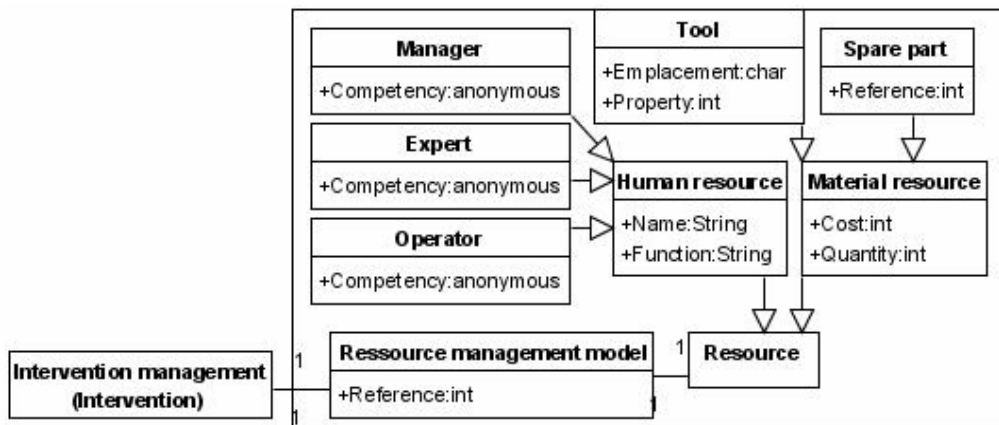 Manager
+Competency:anonymous
Expert
+Competency:anonymous
Operator
+Competency:anonymous
Tool
+Emplacement:char
+Property:int
Spare part
+Reference:int
Human resource
+Name:String
+Function:String
Material resource
+Cost:int
+Quantity:int
Intervention management
(Intervention)
1
1
Ressource management model
+Reference:int
1
1
Resource